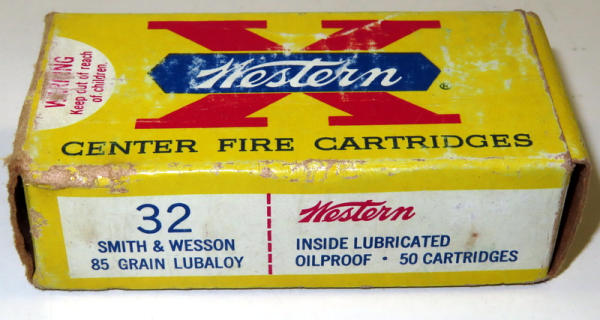 WARNING
Keep out of reach
of children.
X
Western
®
CENTER FIRE CARTRIDGES
32
SMITH & WESSON
85 GRAIN LUBALOY
Western
INSIDE LUBRICATED
OILPROOF • 50 CARTRIDGES